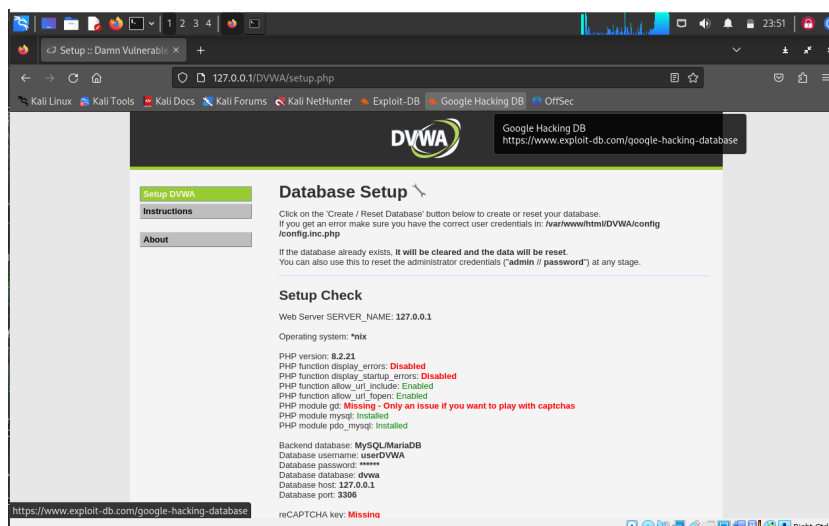 1 2 3 4
23:51
Setup :: Damn Vulnerable
127.0.0.1/DVWA/setup.php
Kali Linux Kali Tools Kali Docs Kali Forums Kali NetHunter Exploit-DB Google Hacking DB OffSec
DVWA
Google Hacking DB
https://www.exploit-db.com/google-hacking-database
Setup DVWA
Instructions
About
Database Setup
Click on the 'Create / Reset Database' button below to create or reset your database.
If you get an error make sure you have the correct user credentials in: /var/www/html/DVWA/config
/config.inc.php
If the database already exists, it will be cleared and the data will be reset.
You can also use this to reset the administrator credentials ("admin // password") at any stage.
Setup Check
Web Server SERVER_NAME: 127.0.0.1
Operating system: *nix
PHP version: 8.2.21
PHP function display_errors: Disabled
PHP function display_startup_errors: Disabled
PHP function allow_url_include: Enabled
PHP function allow_url_fopen: Enabled
PHP module gd: Missing - Only an issue if you want to play with captchas
PHP module mysql: Installed
PHP module pdo_mysql: Installed
Backend database: MySQL/MariaDB
Database username: userDVWA
Database password: ******
Database database: dvwa
Database host: 127.0.0.1
Database port: 3306
reCAPTCHA key: Missing
https://www.exploit-db.com/google-hacking-database